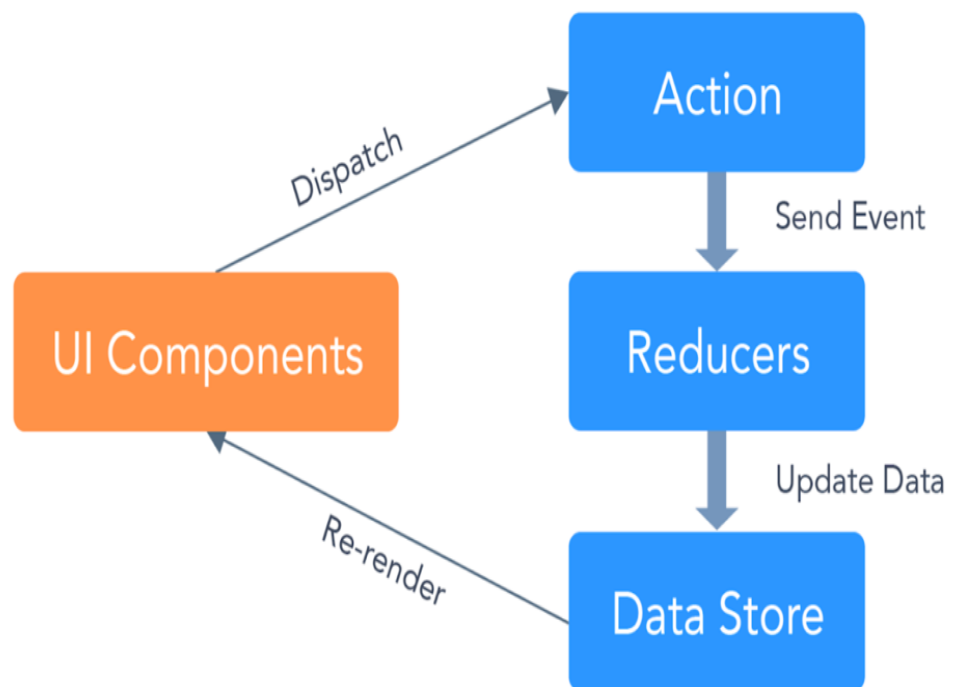 Action
Dispatch
Send Event
UI Components
Reducers
Update Data
Re-render
Data Store